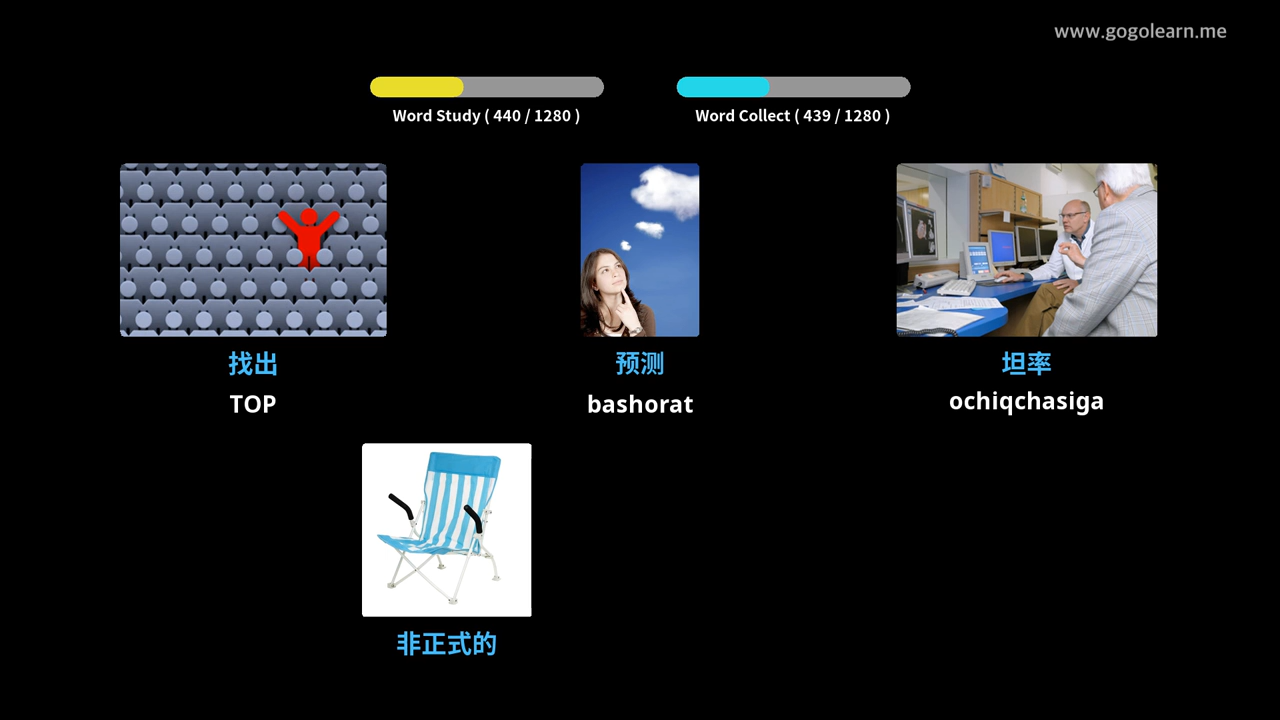 www.gogolearn.me
Word Study ( 440 / 1280 )
Word Collect ( 439 / 1280 )
找出
TOP
预测
bashorat
坦率
ochiqchasiga
非正式的